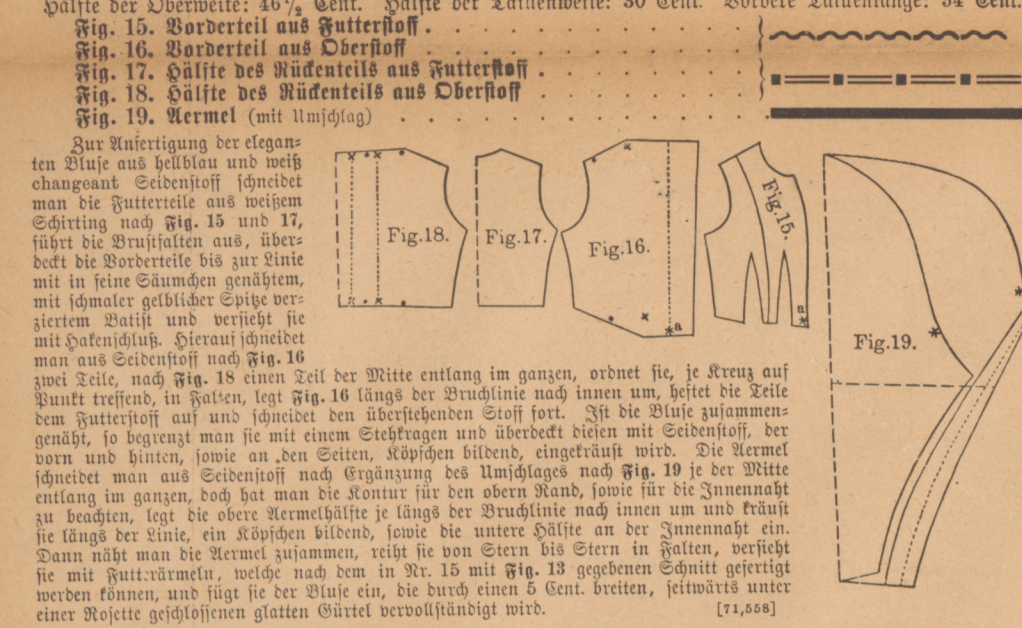 Hälfte der Oberweite: 46½ Cent. Hälfte der Taillenweite: 30 Cent. Vordere Taillenlänge: 34 Cent.
Fig. 15. Vorderteil aus Futterstoff .
Fig. 16. Vorderteil aus Oberstoff
Fig. 17. Hälfte des Rückenteils aus Futterstoff .
Fig. 18. Hälfte des Rückenteils aus Oberstoff
Fig. 19. Aermel (mit Umschlag)
Zur Anfertigung der elegan-
ten Bluse aus hellblau und weiß
changeant Seidenstoff schneidet
man die Futterteile aus weißem
Schirting nach Fig. 15 und 17,
führt die Brustfalten aus, über-
deckt die Vorderteile bis zur Linie
mit in feine Säumchen genähtem,
mit schmaler gelblicher Spitze ver-
ziertem Batist und versieht sie
mit Hakenschluß. Hierauf schneidet
man aus Seidenstoff nach Fig. 16
zwei Teile, nach Fig. 18 einen Teil der Mitte entlang im ganzen, ordnet sie, je Kreuz auf
Punkt treffend, in Falten, legt Fig. 16 längs der Bruchlinie nach innen um, heftet die Teile
dem Futterstoff auf und schneidet den überstehenden Stoff fort. Ist die Bluse zusammen-
genäht, so begrenzt man sie mit einem Stehkragen und überdeckt diesen mit Seidenstoff, der
vorn und hinten, sowie an den Seiten, Köpfchen bildend, eingekräust wird. Die Aermel
schneidet man aus Seidenstoff nach Ergänzung des Umschlages nach Fig. 19 je der Mitte
entlang im ganzen, doch hat man die Kontur für den obern Rand, sowie für die Innennaht
zu beachten, legt die obere Aermelhälfte je längs der Bruchlinie nach innen um und kräust
sie längs der Linie, ein Köpfchen bildend, sowie die untere Hälfte an der Innennaht ein.
Dann näht man die Aermel zusammen, reiht sie von Stern bis Stern in Falten, versieht
sie mit Futterärmeln, welche nach dem in Nr. 15 mit Fig. 13 gegebenen Schnitt gefertigt
werden können, und fügt sie der Bluse ein, die durch einen 5 Cent. breiten, seitwärts unter
einer Rosette geschlossenen glatten Gürtel vervollständigt wird. [71,558]
Fig.18.
Fig.17.
Fig.16.
a
Fig.15.
a
Fig.19.